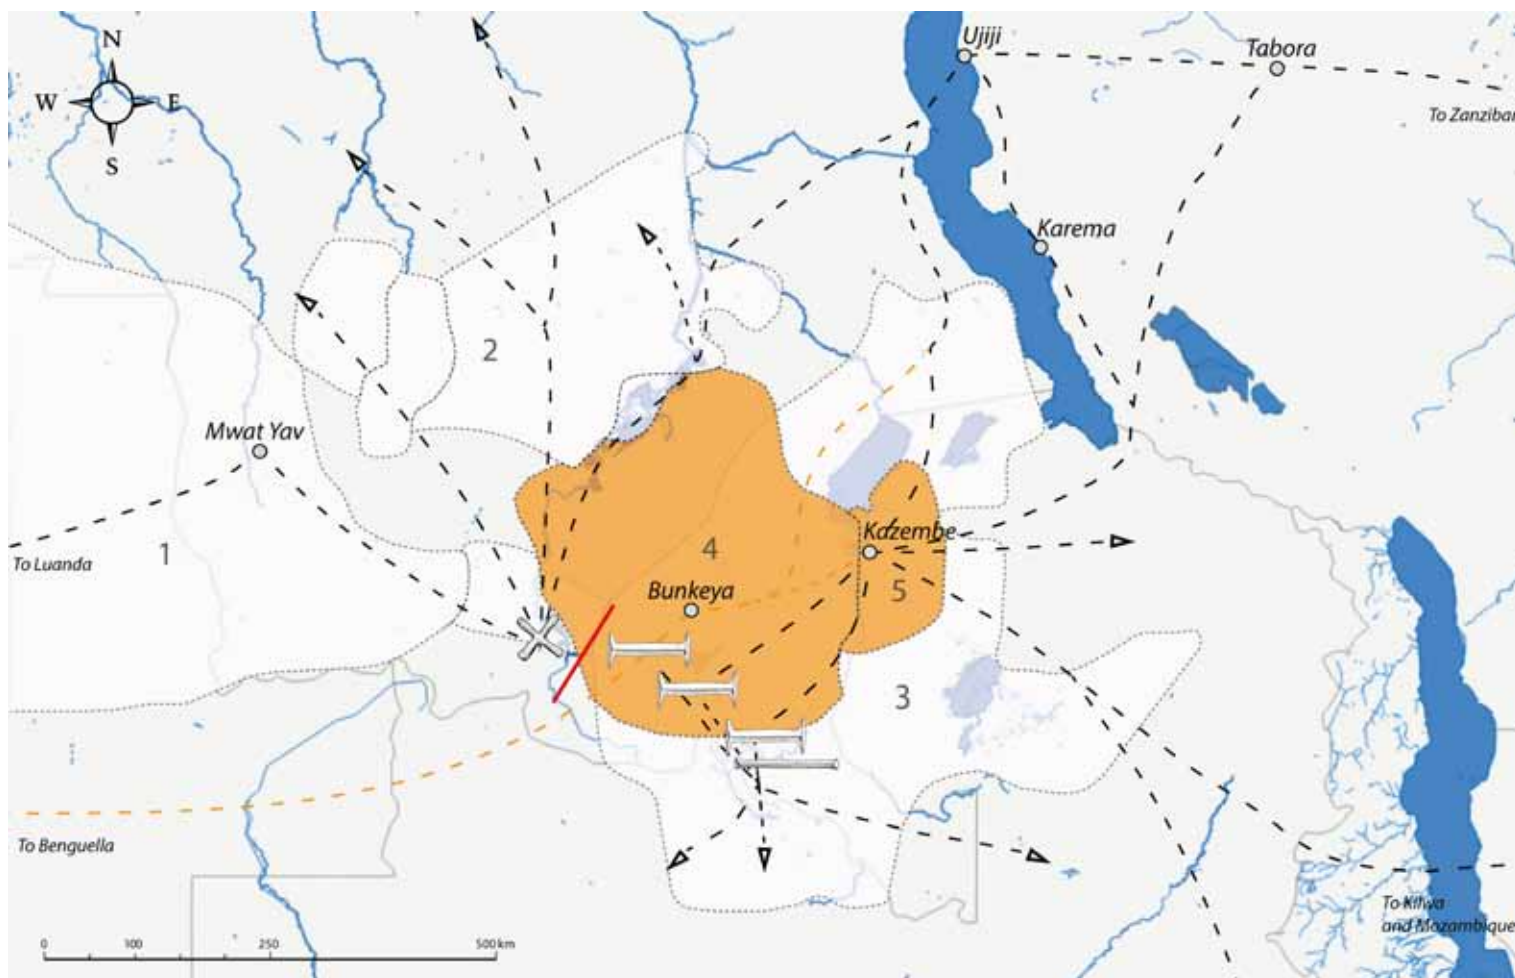 N
Ujiji
Tabora
W
E
To Zanzibar
S
Karema
2
Mwat Yav
Kazembe
1
4
To Luanda
Bunkeya
5
3
To Benguella
To Kilwa
and Mozambique
0
100
250
500 km